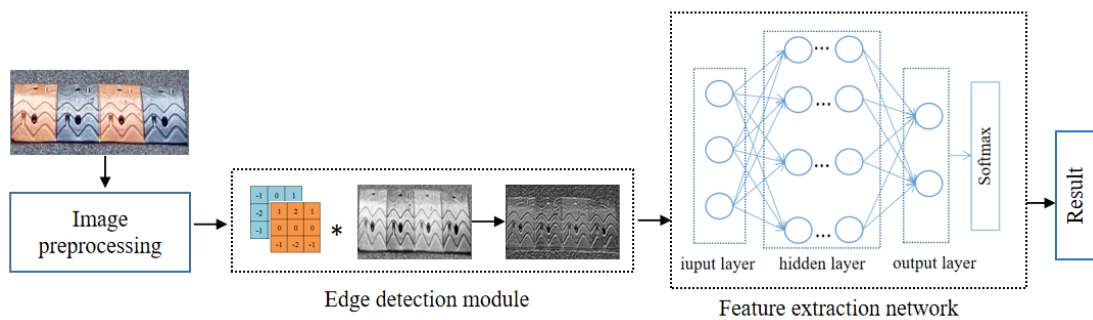 Image
preprocessing
-1 0 1
-2
-1
1 2 1
0 0 0
-1 -2 -1
*
Edge detection module
...
...
...
...
iuput layer
hidden layer
output layer
Softmax
Feature extraction network
Result